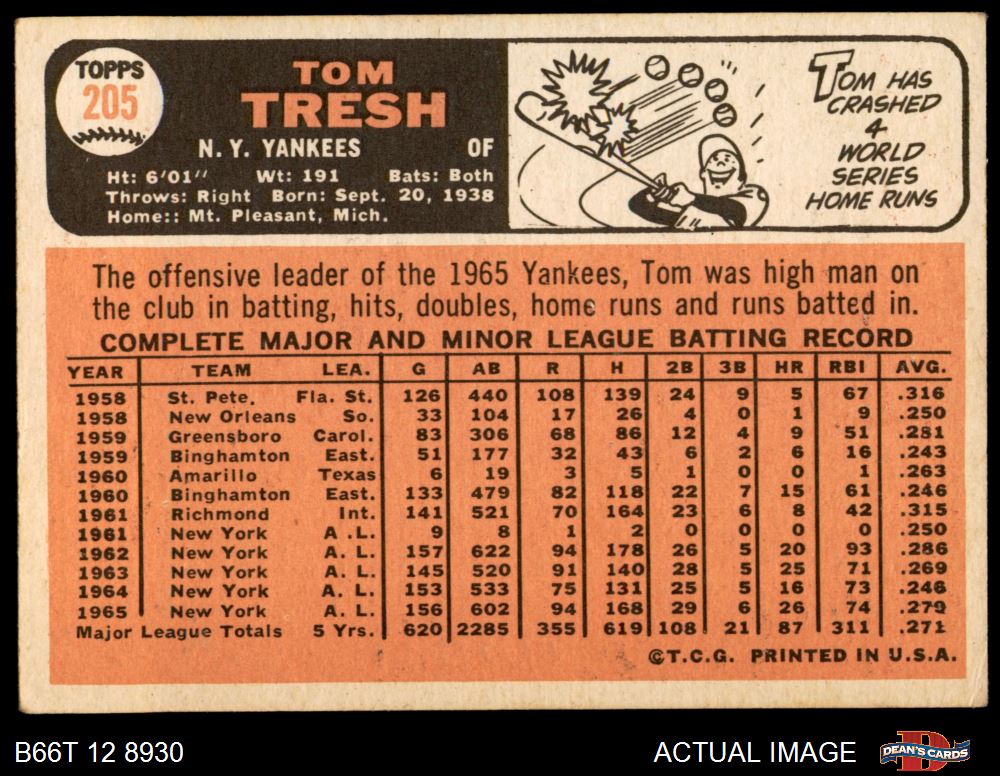 TOPPS
205
TOM
TRESH
N. Y. YANKEES OF
Ht: 6'01" Wt: 191 Bats: Both
Throws: Right Born: Sept. 20, 1938
Home:: Mt. Pleasant, Mich.
TOM HAS
CRASHED
4
WORLD
SERIES
HOME RUNS
The offensive leader of the 1965 Yankees, Tom was high man on
the club in batting, hits, doubles, home runs and runs batted in.
COMPLETE MAJOR AND MINOR LEAGUE BATTING RECORD
YEAR TEAM LEA. G AB R H 2B 3B HR RBI AVG.
1958 St. Pete. Fla. St. 126 440 108 139 24 9 5 67 .316
1958 New Orleans So. 33 104 17 26 4 0 1 9 .250
1959 Greensboro Carol. 83 306 68 86 12 4 9 51 .281
1959 Binghamton East. 51 177 32 43 6 2 6 16 .243
1960 Amarillo Texas 6 19 3 5 1 0 0 1 .263
1960 Binghamton East. 133 479 82 118 22 7 15 61 .246
1961 Richmond Int. 141 521 70 164 23 6 8 42 .315
1961 New York A .L. 9 8 1 2 0 0 0 0 .250
1962 New York A. L. 157 622 94 178 26 5 20 93 .286
1963 New York A. L. 145 520 91 140 28 5 25 71 .269
1964 New York A. L. 153 533 75 131 25 5 16 73 .246
1965 New York A. L. 156 602 94 168 29 6 26 74 .279
Major League Totals 5 Yrs. 620 2285 355 619 108 21 87 311 .271
©T.C.G. PRINTED IN U.S.A.
B66T 12 8930
ACTUAL IMAGE
D
DEAN'S CARDS